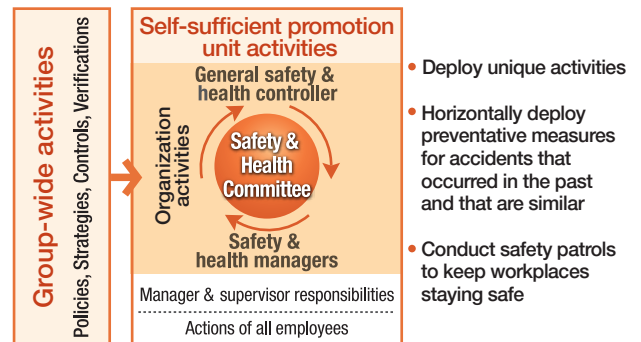 Group-wide activities
Policies, Strategies, Controls, Verifications
Self-sufficient promotion
unit activities
Organization
activities
General safety &
health controller
Safety &
Health
Committee
Safety &
health managers
Manager & supervisor responsibilities
Actions of all employees
• Deploy unique activities
• Horizontally deploy
preventative measures
for accidents that
occurred in the past
and that are similar
• Conduct safety patrols
to keep workplaces
staying safe